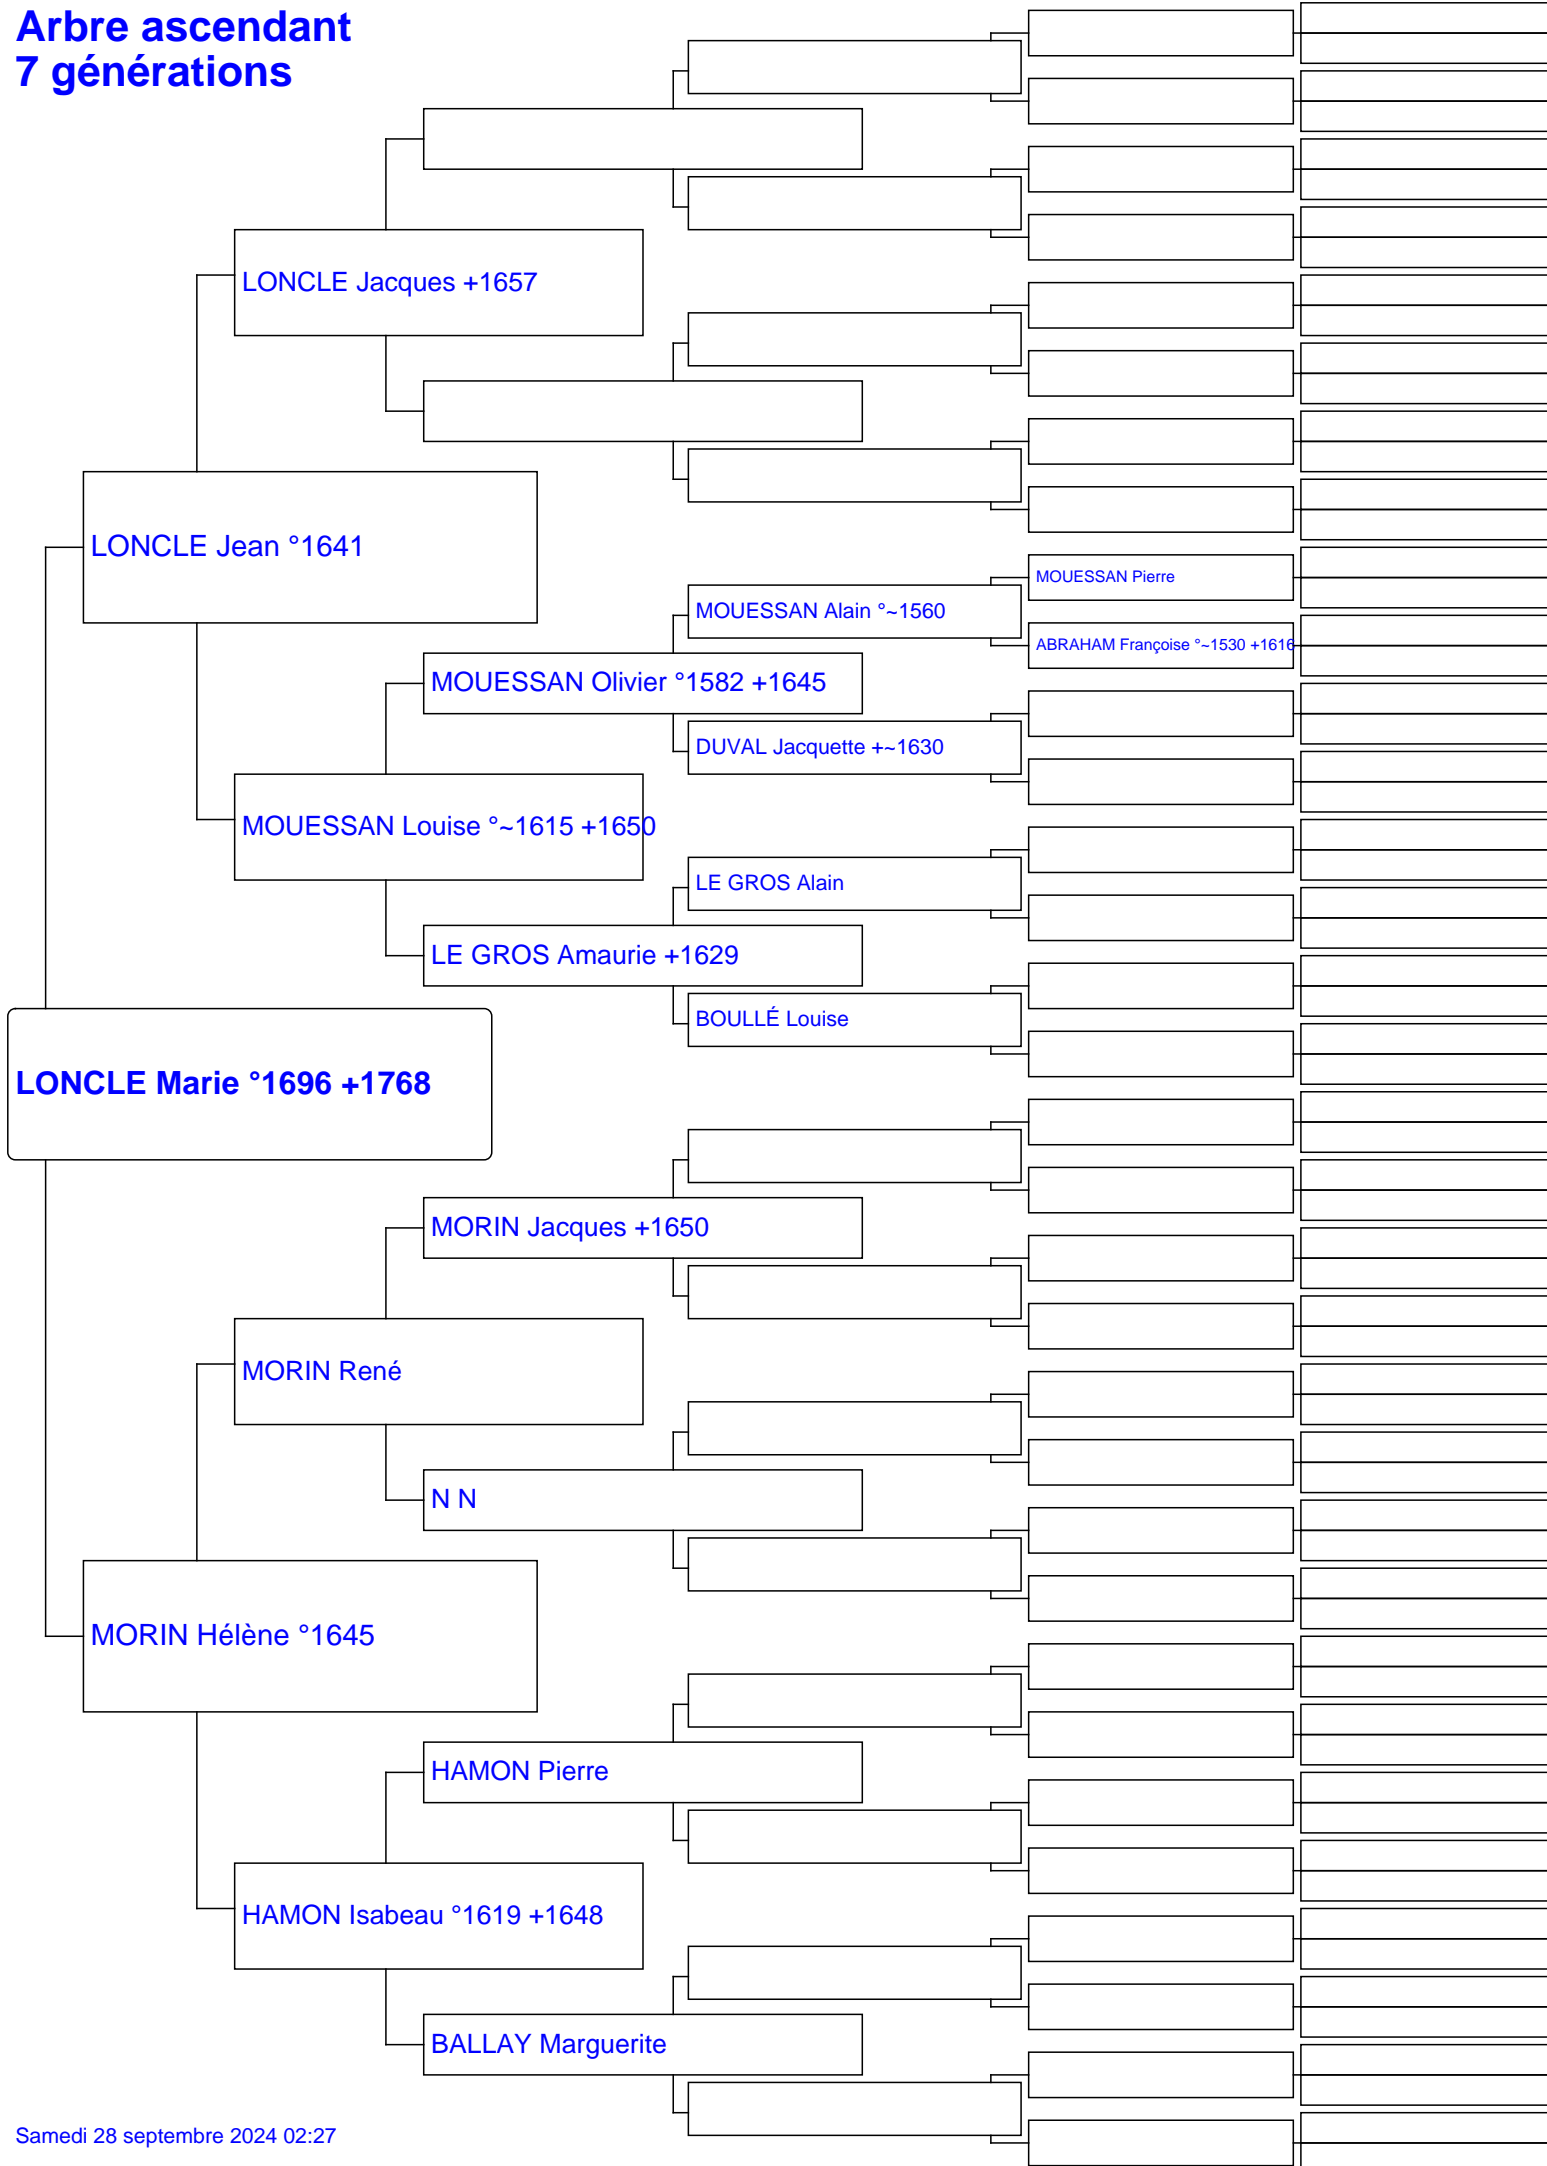 Arbre ascendant
7 générations
LONCLE Jacques +1657
LONCLE Jean °1641
MOUESSAN Pierre
MOUESSAN Alain °~1560
ABRAHAM Françoise °~1530 +1616
MOUESSAN Olivier °1582 +1645
DUVAL Jacquette +~1630
MOUESSAN Louise °~1615 +1650
LE GROS Alain
LE GROS Amaurie +1629
BOULLÉ Louise
LONCLE Marie °1696 +1768
MORIN Jacques +1650
MORIN René
N N
MORIN Hélène °1645
HAMON Pierre
HAMON Isabeau °1619 +1648
BALLAY Marguerite
Samedi 28 septembre 2024 02:27